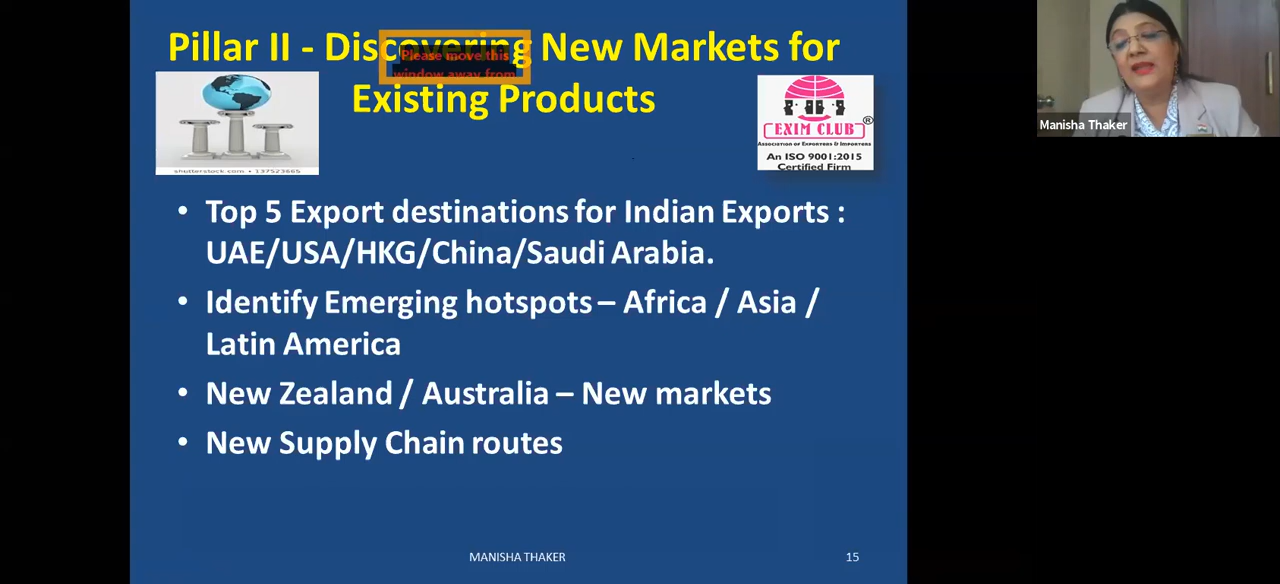 Pillar II - Discovering New Markets for
Please move this
window away from
Existing Products
shutterstock.com • 137523665
EXIM CLUB®
ASSOCIATION OF EXPORTERS & IMPORTERS
An ISO 9001:2015
Certified Firm
Manisha Thaker
• Top 5 Export destinations for Indian Exports :
UAE/USA/HKG/China/Saudi Arabia.
• Identify Emerging hotspots – Africa / Asia /
Latin America
• New Zealand / Australia – New markets
• New Supply Chain routes
MANISHA THAKER
15